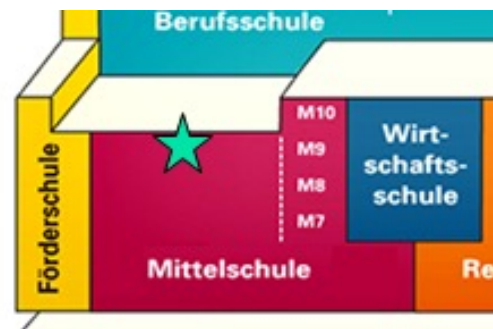 Berufsschule
M10
M9
M8
M7
Wirt-
schafts-
schule
Förderschule
Mittelschule
Re